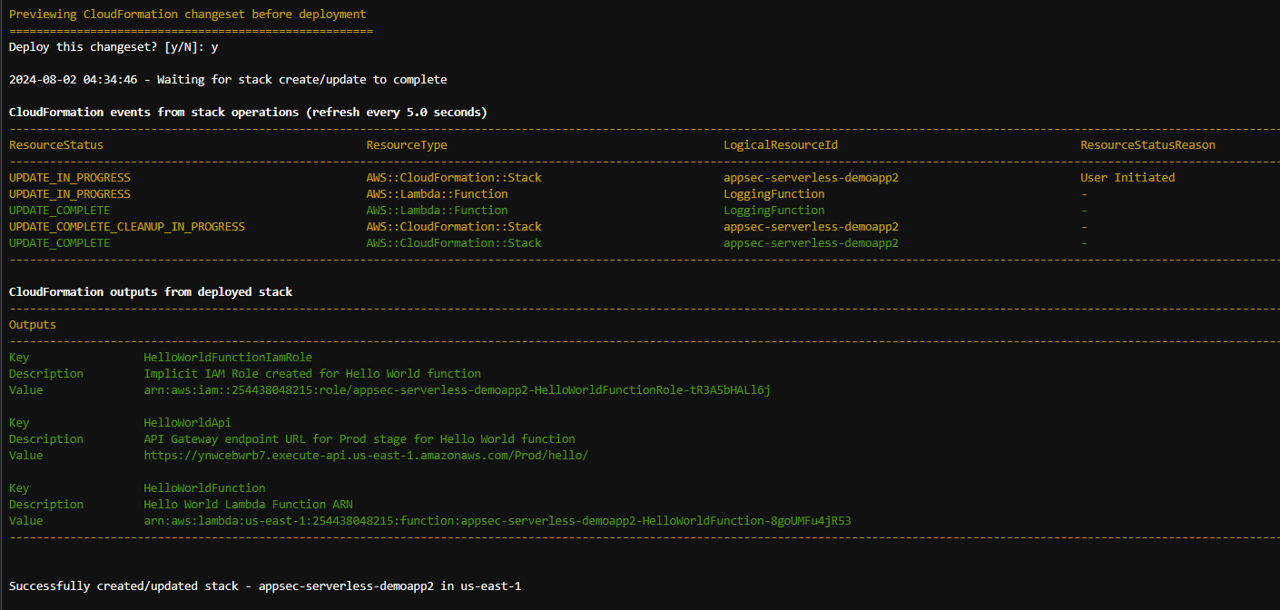 Previewing CloudFormation changeset before deployment
======================================================
Deploy this changeset? [y/N]: y
2024-08-02 04:34:46 - Waiting for stack create/update to complete
CloudFormation events from stack operations (refresh every 5.0 seconds)
ResourceStatus ResourceType LogicalResourceId ResourceStatusReason
UPDATE_IN_PROGRESS AWS::CloudFormation::Stack appsec-serverless-demoapp2 User Initiated
UPDATE_IN_PROGRESS AWS::Lambda::Function LoggingFunction -
UPDATE_COMPLETE AWS::Lambda::Function LoggingFunction -
UPDATE_COMPLETE_CLEANUP_IN_PROGRESS AWS::CloudFormation::Stack appsec-serverless-demoapp2 -
UPDATE_COMPLETE AWS::CloudFormation::Stack appsec-serverless-demoapp2 -
CloudFormation outputs from deployed stack
Outputs
Key HelloWorldFunctionIamRole
Description Implicit IAM Role created for Hello World function
Value arn:aws:iam::254438048215:role/appsec-serverless-demoapp2-HelloWorldFunctionRole-tR3A5bHALl6j
Key HelloWorldApi
Description API Gateway endpoint URL for Prod stage for Hello World function
Value https://ynwcebwrb7.execute-api.us-east-1.amazonaws.com/Prod/hello/
Key HelloWorldFunction
Description Hello World Lambda Function ARN
Value arn:aws:lambda:us-east-1:254438048215:function:appsec-serverless-demoapp2-HelloWorldFunction-8goUMFu4jR53
Successfully created/updated stack - appsec-serverless-demoapp2 in us-east-1